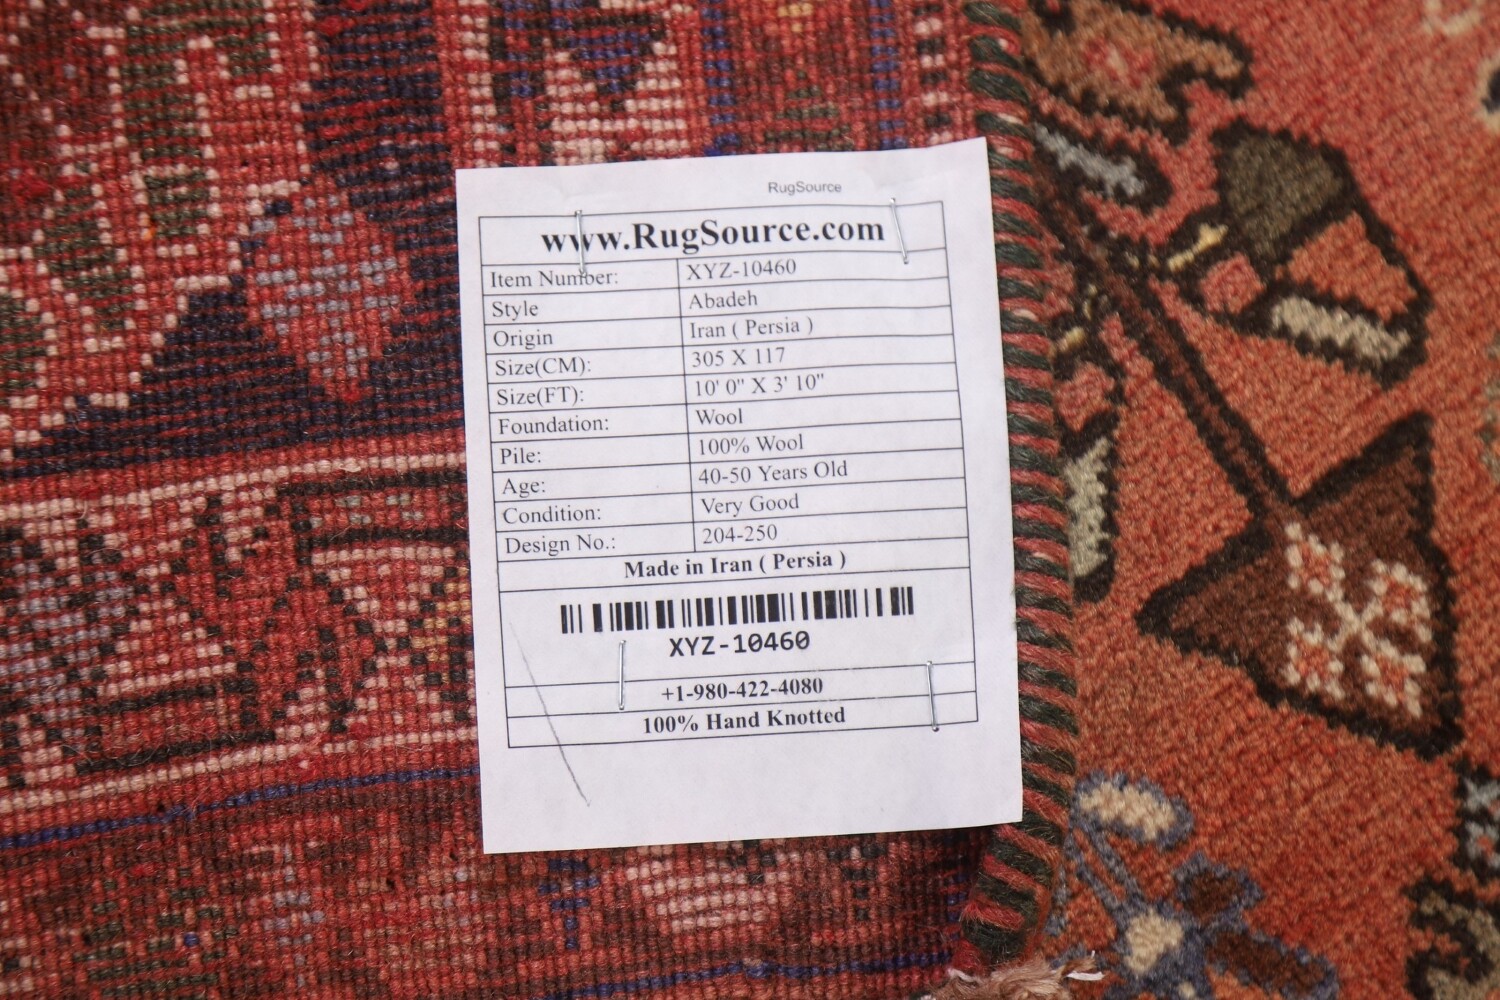 RugSource
www.RugSource.com
Item Number: XYZ-10460
Style Abadeh
Origin Iran ( Persia )
Size(CM): 305 X 117
Size(FT): 10' 0" X 3' 10"
Foundation: Wool
Pile: 100% Wool
Age: 40-50 Years Old
Condition: Very Good
Design No.: 204-250
Made in Iran ( Persia )
XYZ-10460
+1-980-422-4080
100% Hand Knotted